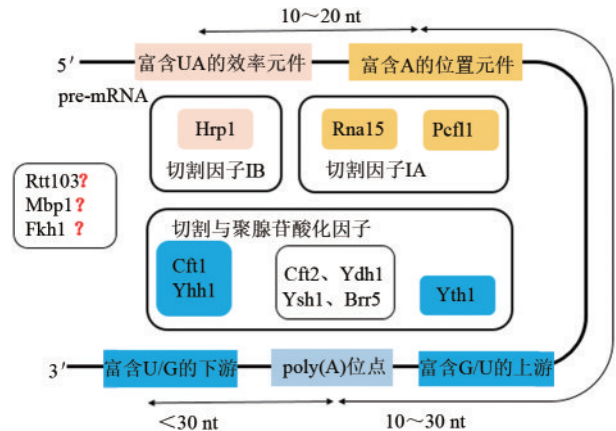 10～20 nt
5′
富含UA的效率元件
富含A的位置元件
pre-mRNA
Hrp1
Rna15
Pcfl1
切割因子IB
切割因子IA
Rtt103?
Mbp1?
Fkh1 ?
切割与聚腺苷酸化因子
Cft1
Yhh1
Cft2、Ydh1
Ysh1、Brr5
Yth1
3′
富含U/G的下游
poly(A)位点
富含G/U的上游
＜30 nt
10～30 nt